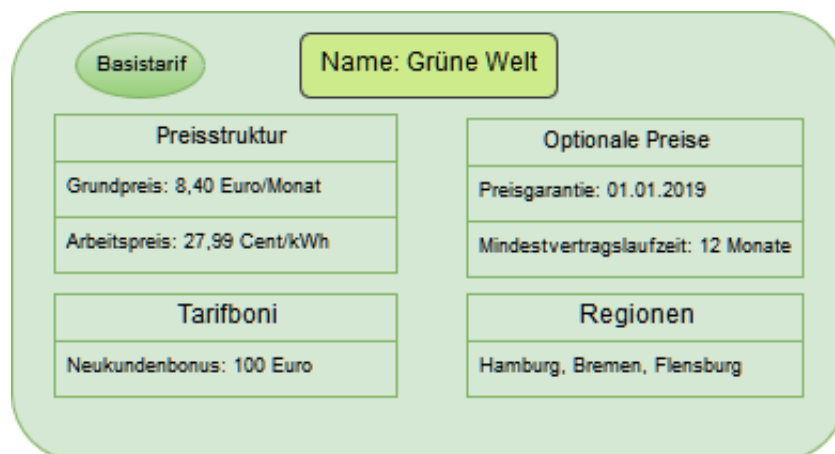 Basistarif
Name: Grüne Welt
Preisstruktur
Grundpreis: 8,40 Euro/Monat
Arbeitspreis: 27,99 Cent/kWh
Optionale Preise
Preisgarantie: 01.01.2019
Mindestvertragslaufzeit: 12 Monate
Tarifboni
Neukundenbonus: 100 Euro
Regionen
Hamburg, Bremen, Flensburg